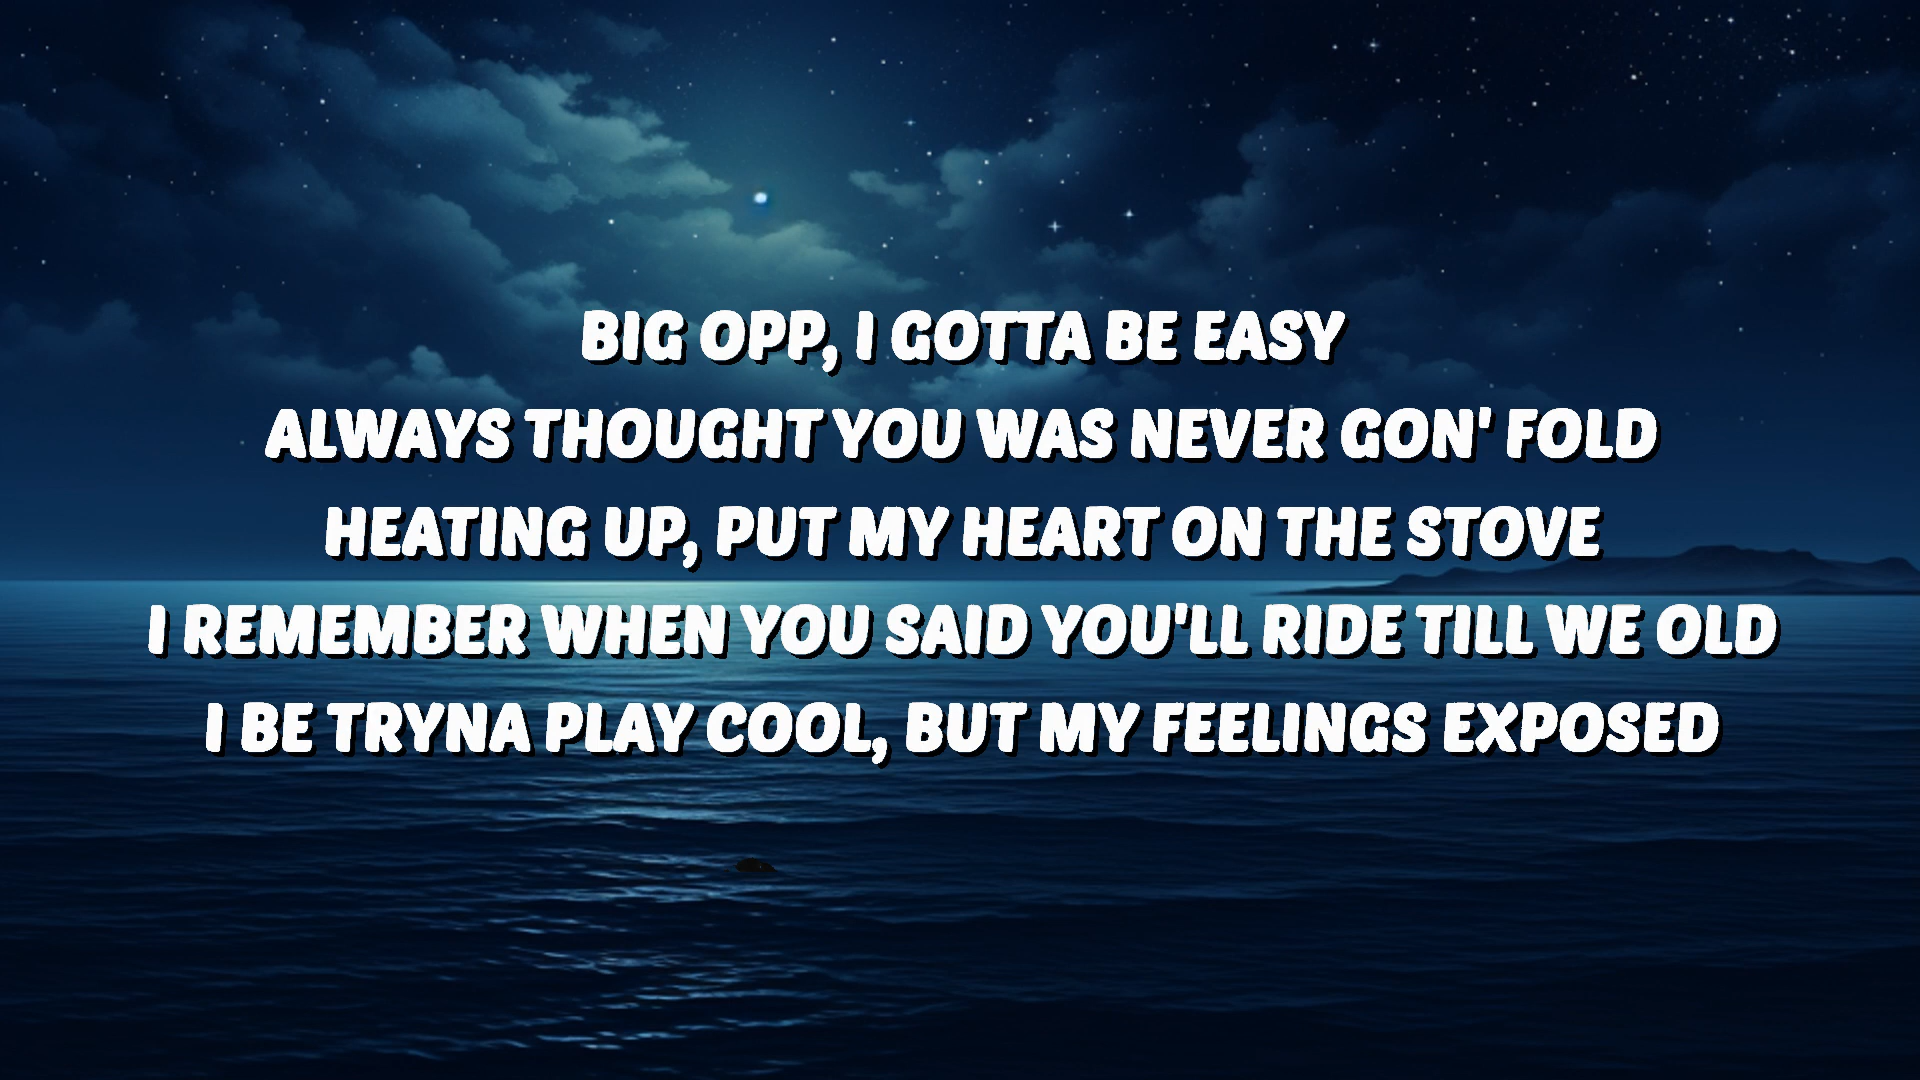 BIG OPP, I GOTTA BE EASY
ALWAYS THOUGHT YOU WAS NEVER GON' FOLD
HEATING UP, PUT MY HEART ON THE STOVE
I REMEMBER WHEN YOU SAID YOU'LL RIDE TILL WE OLD
I BE TRYNA PLAY COOL, BUT MY FEELINGS EXPOSED